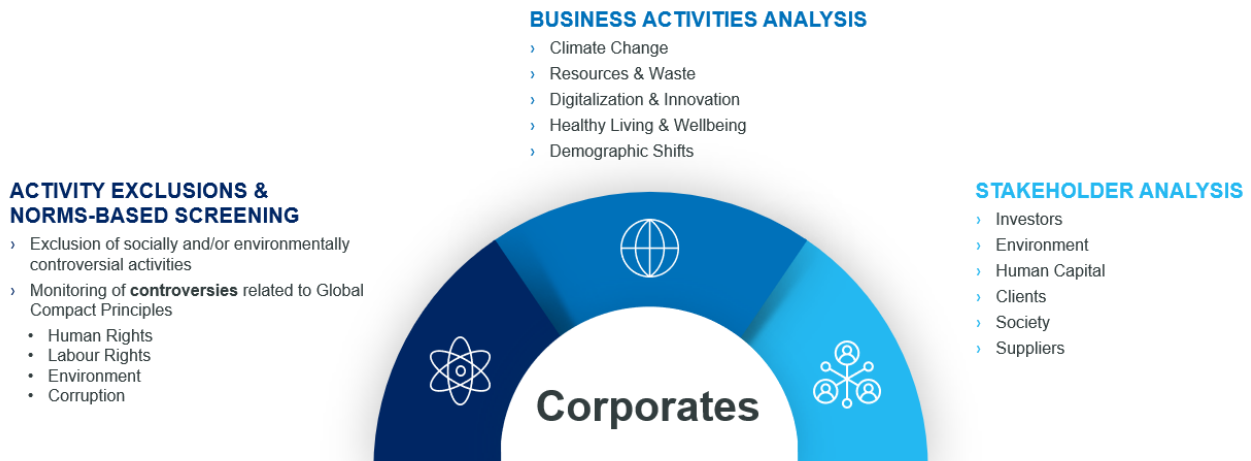 BUSINESS ACTIVITIES ANALYSIS
› Climate Change
› Resources & Waste
› Digitalization & Innovation
› Healthy Living & Wellbeing
› Demographic Shifts
ACTIVITY EXCLUSIONS &
NORMS-BASED SCREENING
› Exclusion of socially and/or environmentally
controversial activities
› Monitoring of controversies related to Global
Compact Principles
• Human Rights
• Labour Rights
• Environment
• Corruption
STAKEHOLDER ANALYSIS
› Investors
› Environment
› Human Capital
› Clients
› Society
› Suppliers
Corporates